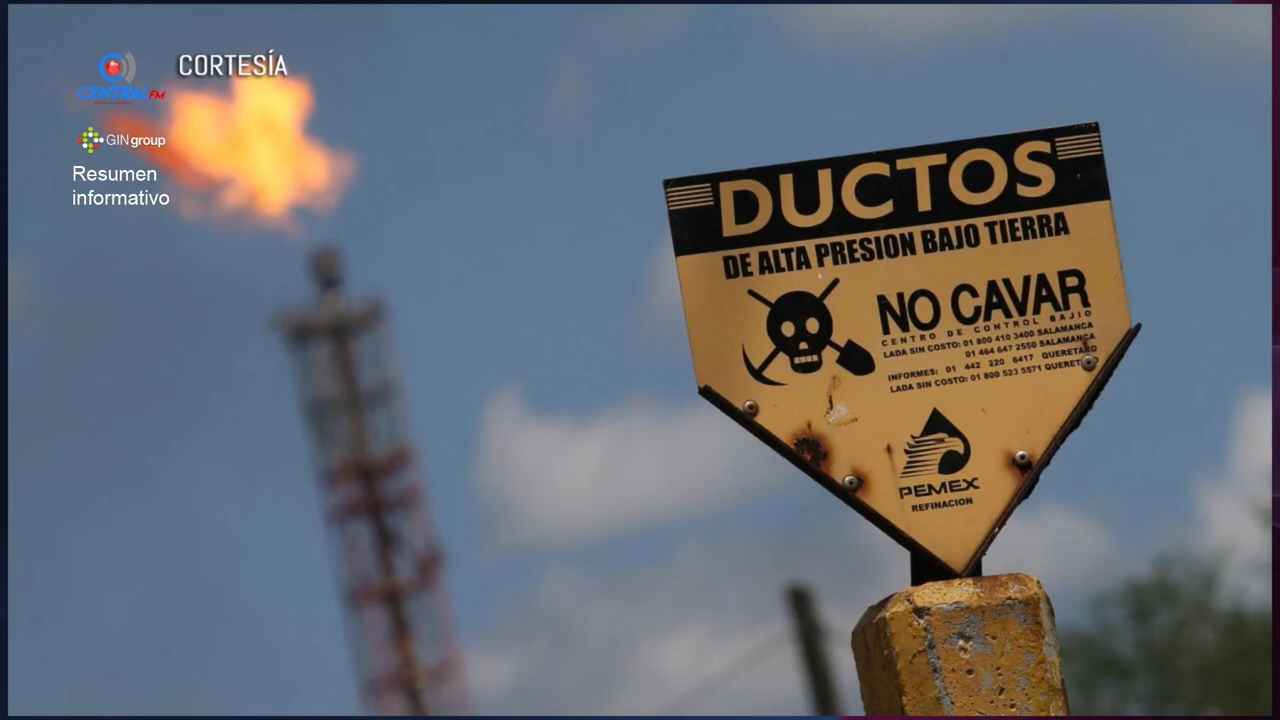 CORTESÍA
CENTRAL FM
GINgroup
Resumen
informativo
DUCTOS
DE ALTA PRESION BAJO TIERRA
NO CAVAR
CENTRO DE CONTROL BAJIO
LADA SIN COSTO: 01 800 410 3400 SALAMANCA
01 464 647 2550 SALAMANCA
INFORMES: 01 442 220 6417 QUERETARO
LADA SIN COSTO: 01 800 523 5571
PEMEX
REFINACION